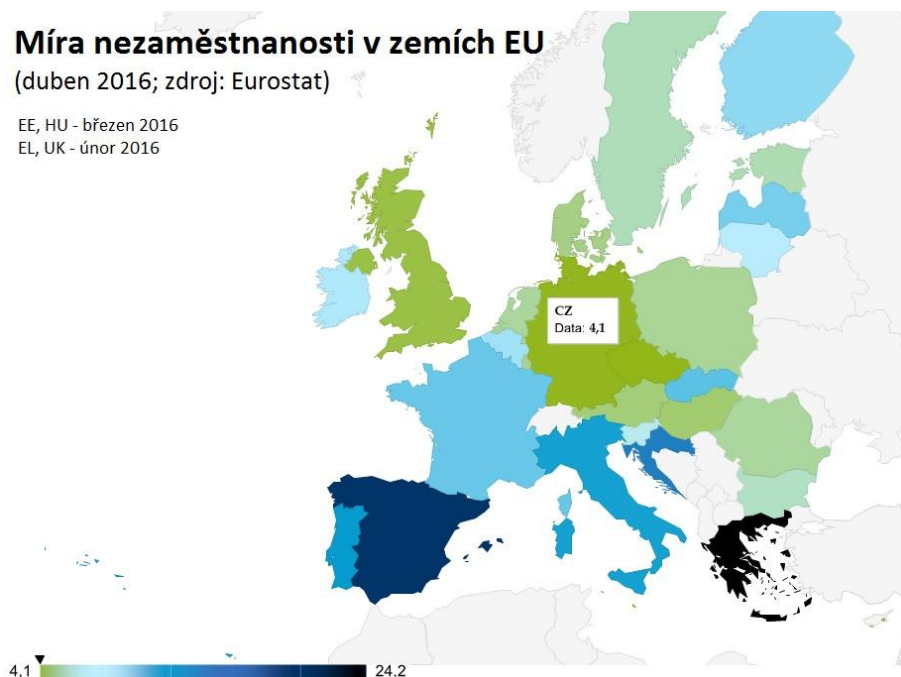 Míra nezaměstnanosti v zemích EU
(duben 2016; zdroj: Eurostat)
EE, HU - březen 2016
EL, UK - únor 2016
CZ
Data: 4,1
4.1
24.2